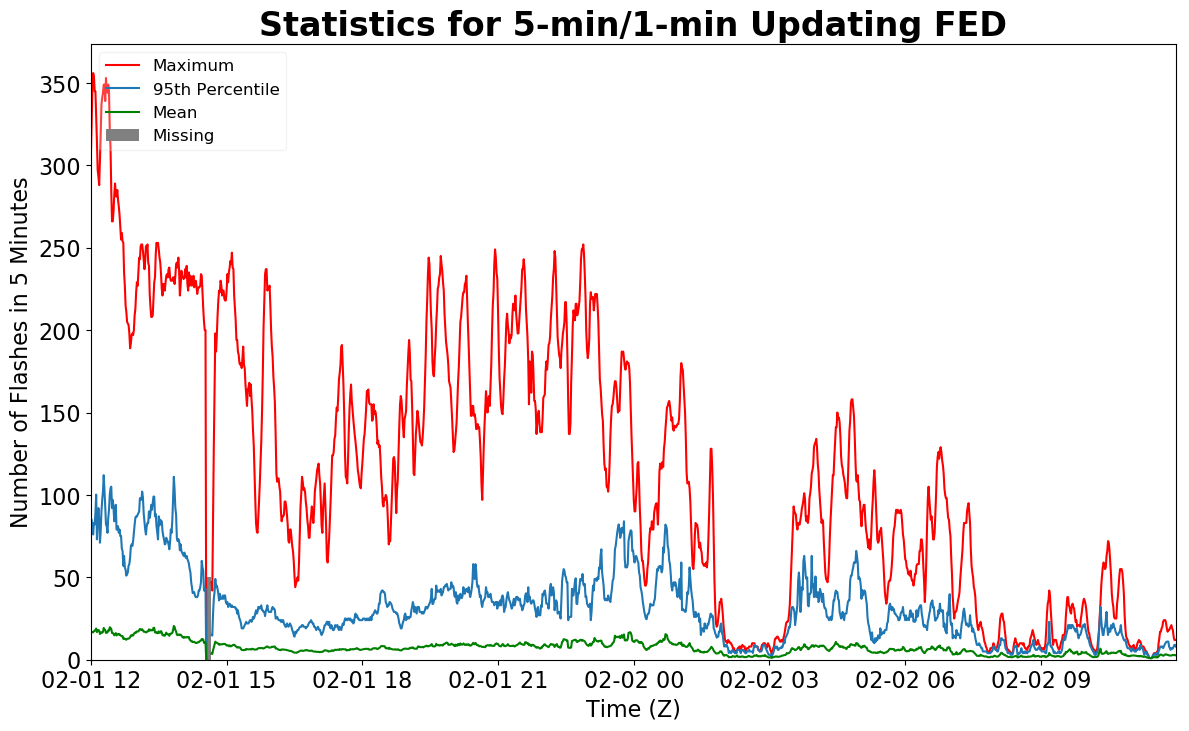 Statistics for 5-min/1-min Updating FED
Maximum
95th Percentile
Mean
Missing
Number of Flashes in 5 Minutes
350
300
250
200
150
100
50
0
02-01 12 02-01 15 02-01 18 02-01 21 02-02 00 02-02 03 02-02 06 02-02 09
Time (Z)